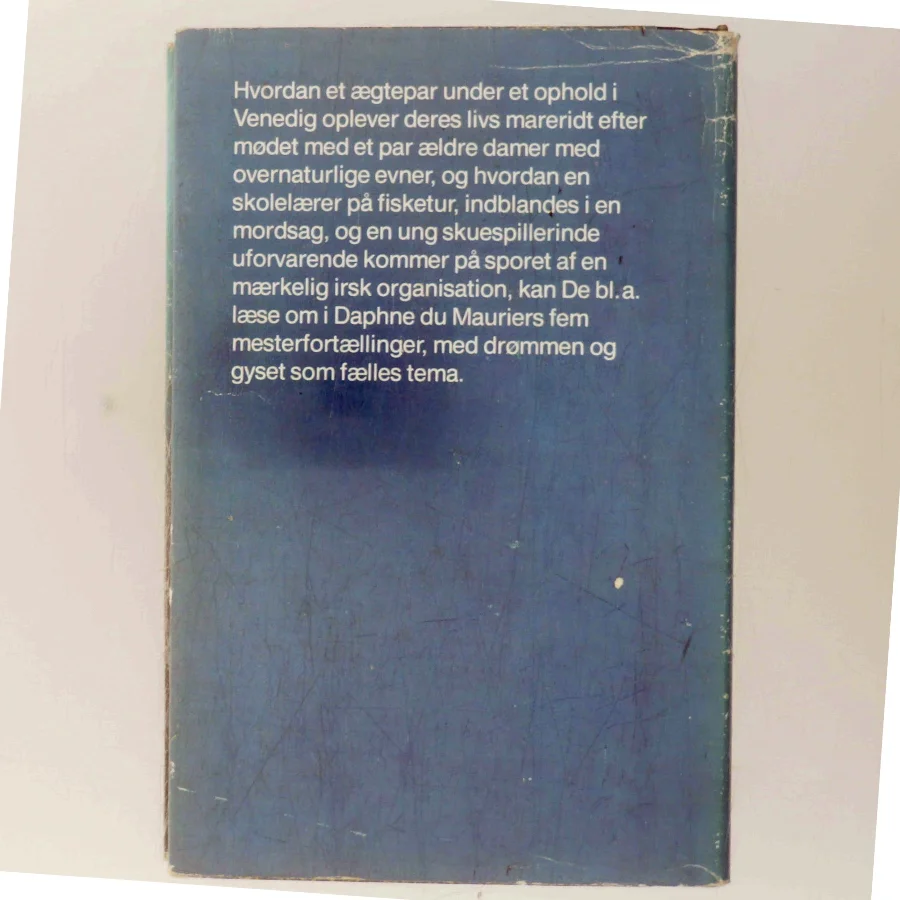 Hvordan et ægtepar under et ophold i
Venedig oplever deres livs mareridt efter
mødet med et par ældre damer med
overnaturlige evner, og hvordan en
skolelærer på fisketur, indblandes i en
mordsag, og en ung skuespillerinde
uforvarende kommer på sporet af en
mærkelig irsk organisation, kan De bl.a.
læse om i Daphne du Mauriers fem
mesterfortællinger, med drømmen og
gyset som fælles tema.